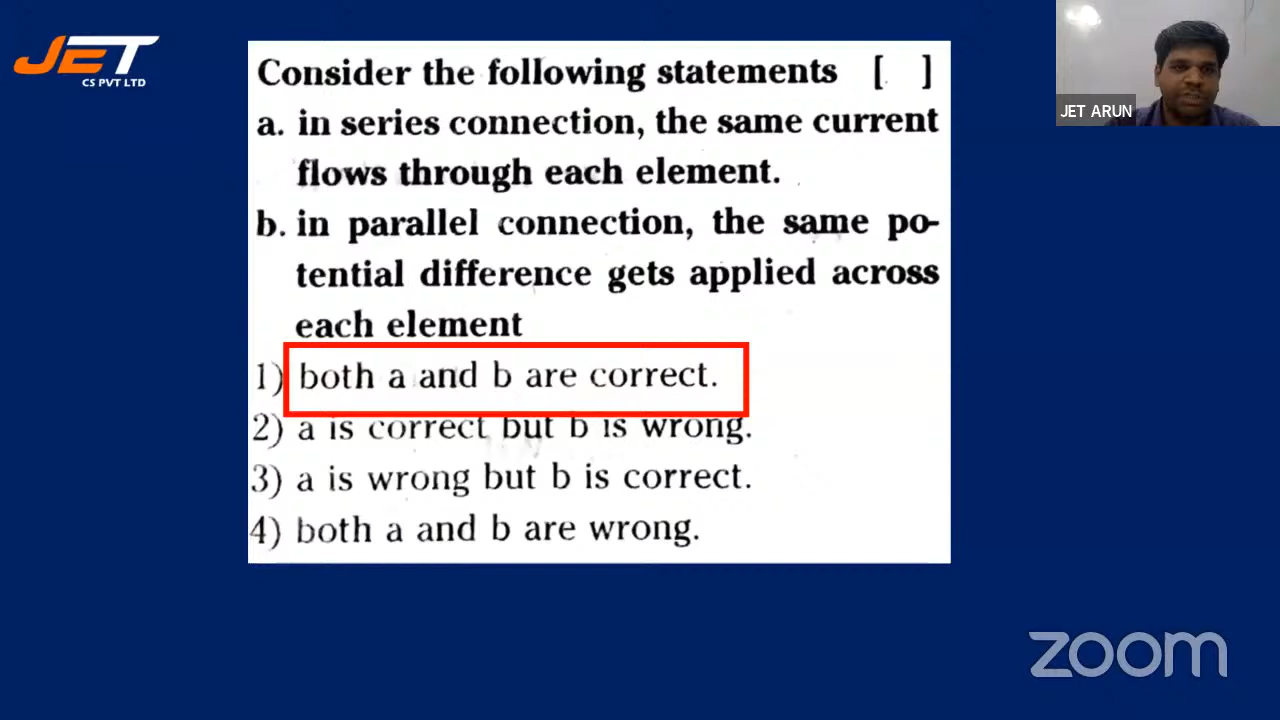 JET
CS PVT LTD
JET ARUN
Consider the following statements [ ]
a. in series connection, the same current
flows through each element.
b. in parallel connection, the same po-
tential difference gets applied across
each element
1) both a and b are correct.
2) a is correct but b is wrong.
3) a is wrong but b is correct.
4) both a and b are wrong.
zoom